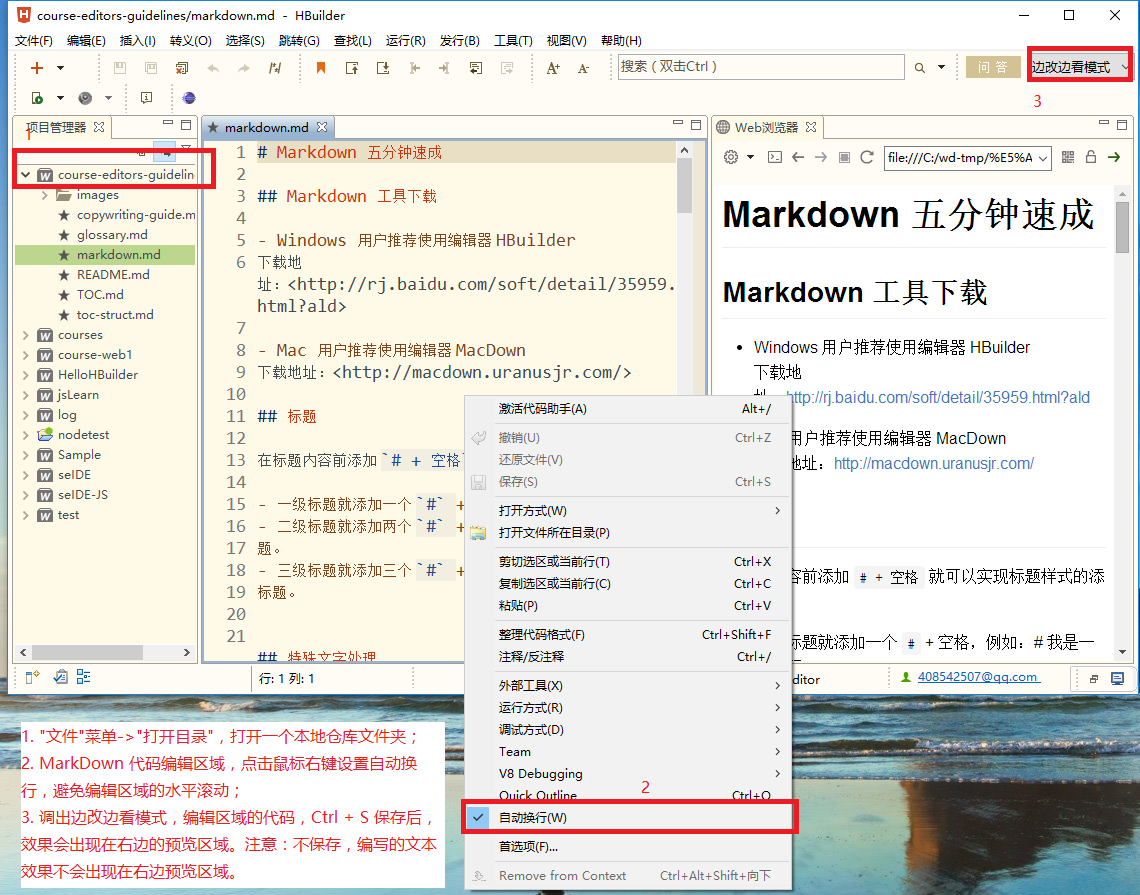 course-editors-guidelines/markdown.md - HBuilder
文件(F) 编辑(E) 插入(I) 转义(O) 选择(S) 跳转(G) 查找(L) 运行(R) 发行(B) 工具(T) 视图(V) 帮助(H)
搜索（双击Ctrl）
问 答
边改边看模式
3
项目管理器
1
course-editors-guidelin
images
copywriting-guide.m
glossary.md
markdown.md
README.md
TOC.md
toc-struct.md
courses
course-web1
HelloHBuilder
jsLearn
log
nodetest
Sample
seIDE
seIDE-JS
test
markdown.md
1 # Markdown 五分钟速成
2
3 ## Markdown 工具下载
4
5 - Windows 用户推荐使用编辑器 HBuilder
6 下载地
址：<http://rj.baidu.com/soft/detail/35959.
html?ald>
7
8 - Mac 用户推荐使用编辑器 MacDown
9 下载地址：<http://macdown.uranusjr.com/>
10
11 ## 标题
12
13 在标题内容前添加 `# + 空格`
14
15 - 一级标题就添加一个 `#` +
16 - 二级标题就添加两个 `#` +
17 题。
18 - 三级标题就添加三个 `#` +
19 标题。
20
21
## 特殊文字处理
行: 1 列: 1
Web浏览器
file:///C:/wd-tmp/%E5%A
Markdown 五分钟速成
Markdown 工具下载
• Windows 用户推荐使用编辑器 HBuilder
下载地
http://rj.baidu.com/soft/detail/35959.html?ald
用户推荐使用编辑器 MacDown
地址：http://macdown.uranusjr.com/
容前添加 # + 空格 就可以实现标题样式的添
标题就添加一个 # + 空格，例如：# 我是一
ditor
408542507@qq.com
激活代码助手(A) Alt+/
撤销(U) Ctrl+Z
还原文件(V)
保存(S) Ctrl+S
打开方式(W)
打开文件所在目录(P)
剪切选区或当前行(T) Ctrl+X
复制选区或当前行(C) Ctrl+C
粘贴(P) Ctrl+V
整理代码格式(F) Ctrl+Shift+F
注释/反注释 Ctrl+/
外部工具(X)
运行方式(R)
调试方式(D)
Team
V8 Debugging
Quick Outline Ctrl+O
2
自动换行(W)
首选项(F)...
Remove from Context Ctrl+Alt+Shift+向下
1. "文件"菜单->"打开目录"，打开一个本地仓库文件夹；
2. MarkDown 代码编辑区域，点击鼠标右键设置自动换
行，避免编辑区域的水平滚动；
3. 调出边改边看模式，编辑区域的代码，Ctrl + S 保存后，
效果会出现在右边的预览区域。注意：不保存，编写的文本
效果不会出现在右边预览区域。